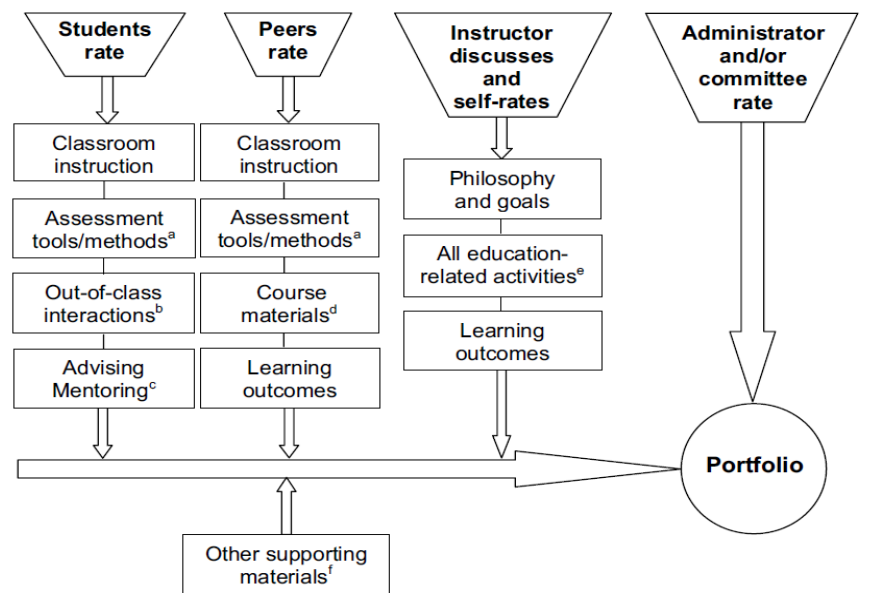 Students
rate
Peers
rate
Instructor
discusses
and
self-rates
Administrator
and/or
committee
rate
Classroom
instruction
Assessment
tools/methodsᵃ
Out-of-class
interactionsᵇ
Advising
Mentoringᶜ
Classroom
instruction
Assessment
tools/methodsᵃ
Course
materialsᵈ
Learning
outcomes
Philosophy
and goals
All education-
related activitiesᵉ
Learning
outcomes
Portfolio
Other supporting
materialsᶠ